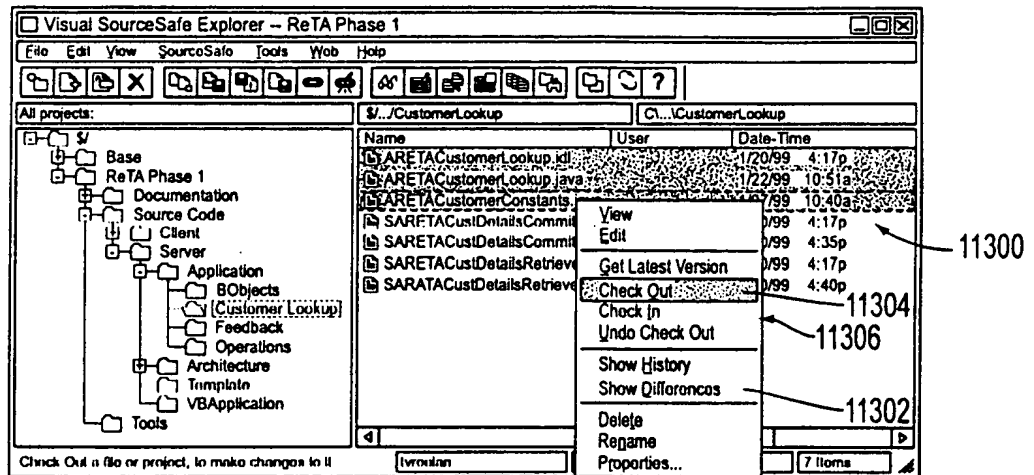 Visual SourceSafe Explorer -- ReTA Phase 1
File Edit View SourceSafe Tools Web Help
All projects:
$/.../CustomerLookup
C\...\CustomerLookup
$/
Base
ReTA Phase 1
Documentation
Source Code
Client
Server
Application
BObjects
[Customer Lookup]
Feedback
Operations
Architecture
Template
VBApplication
Tools
Name User Date-Time
ARETACustomerLookup.idl 1/20/99 4:17p
ARETACustomerLookup.java 1/22/99 10:51a
ARETACustomerConstants. 10:40a
SARETACustDetailsCommit 4:17p
SARETACustDetailsCommit 4:35p
SARETACustDetailsRetrieve 4:17p
SARATACustDetailsRetrieve 4:40p
View
Edit
Get Latest Version
Check Out
Check In
Undo Check Out
Show History
Show Differences
Delete
Rename
Properties...
11300
11304
11306
11302
Check Out a file or project, to make changes to it
7 Items